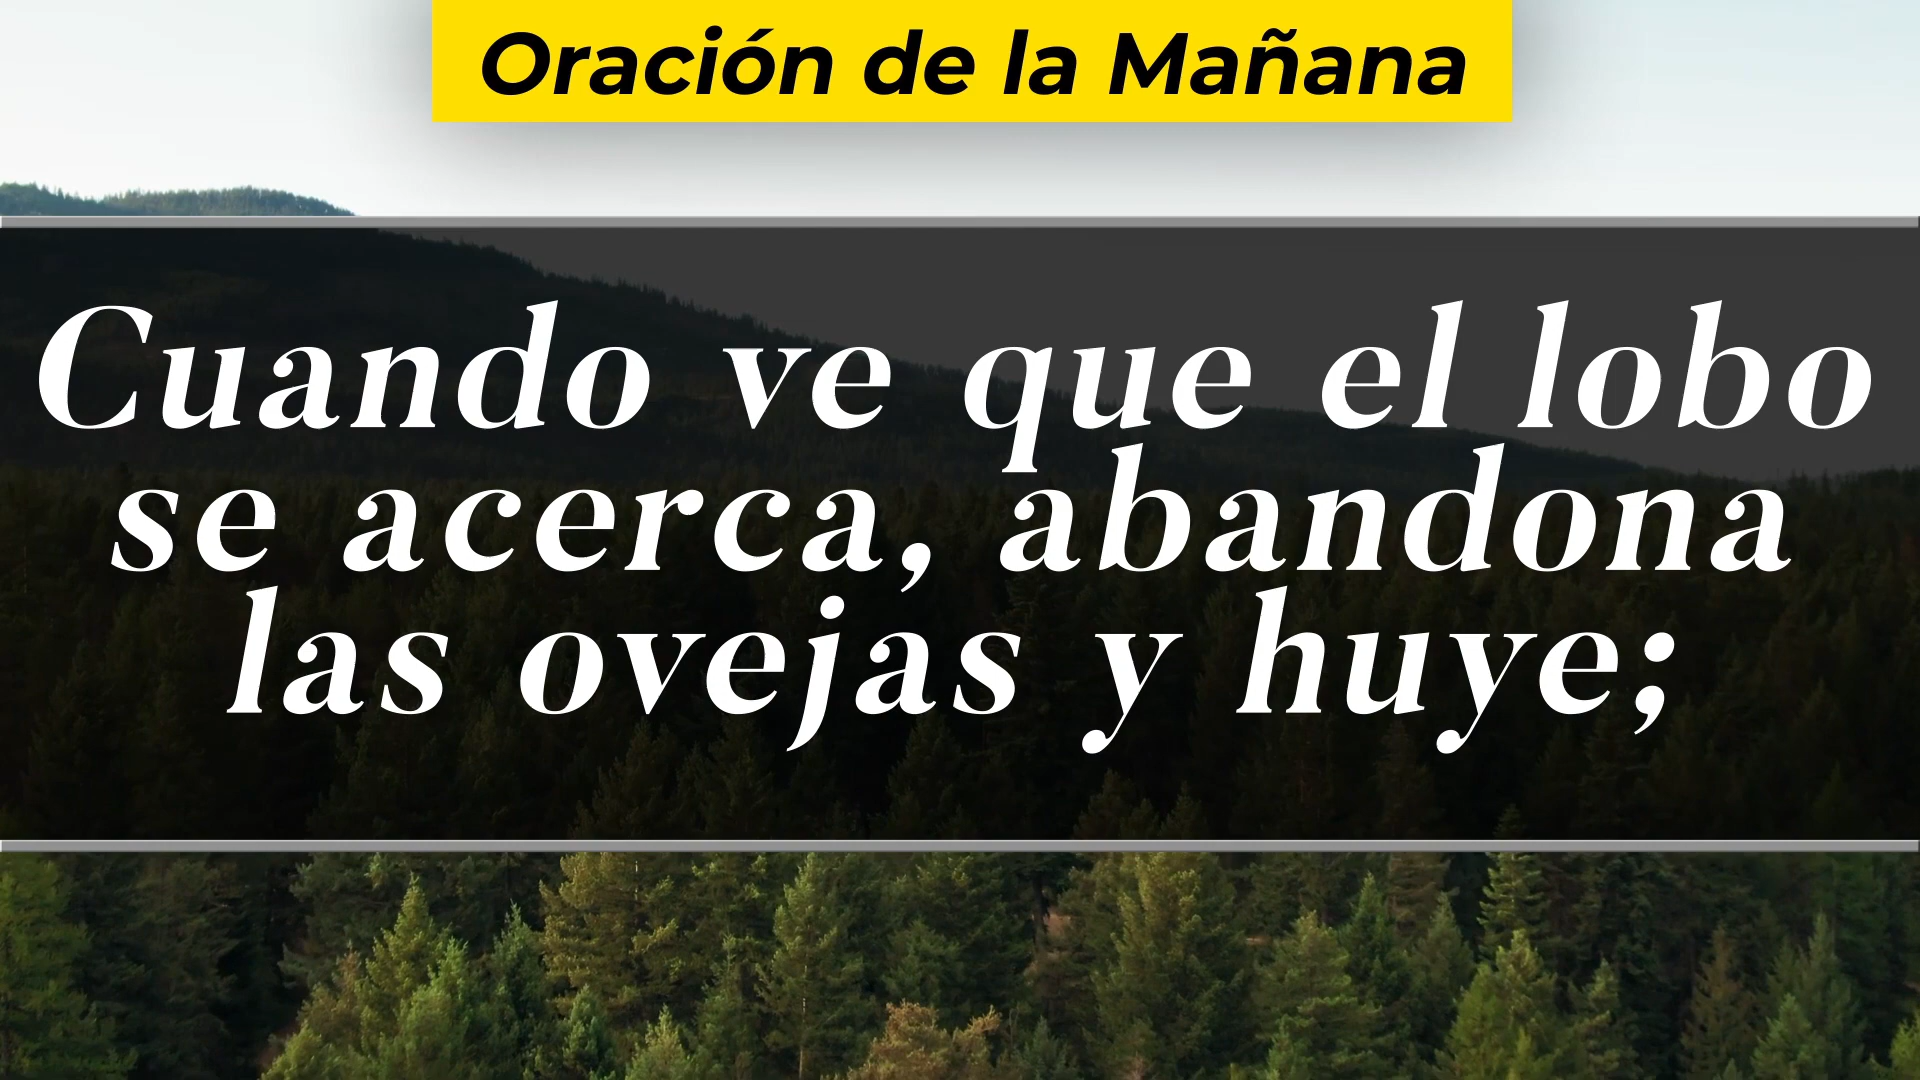 Oración de la Mañana
Cuando ve que el lobo
se acerca, abandona
las ovejas y huye;